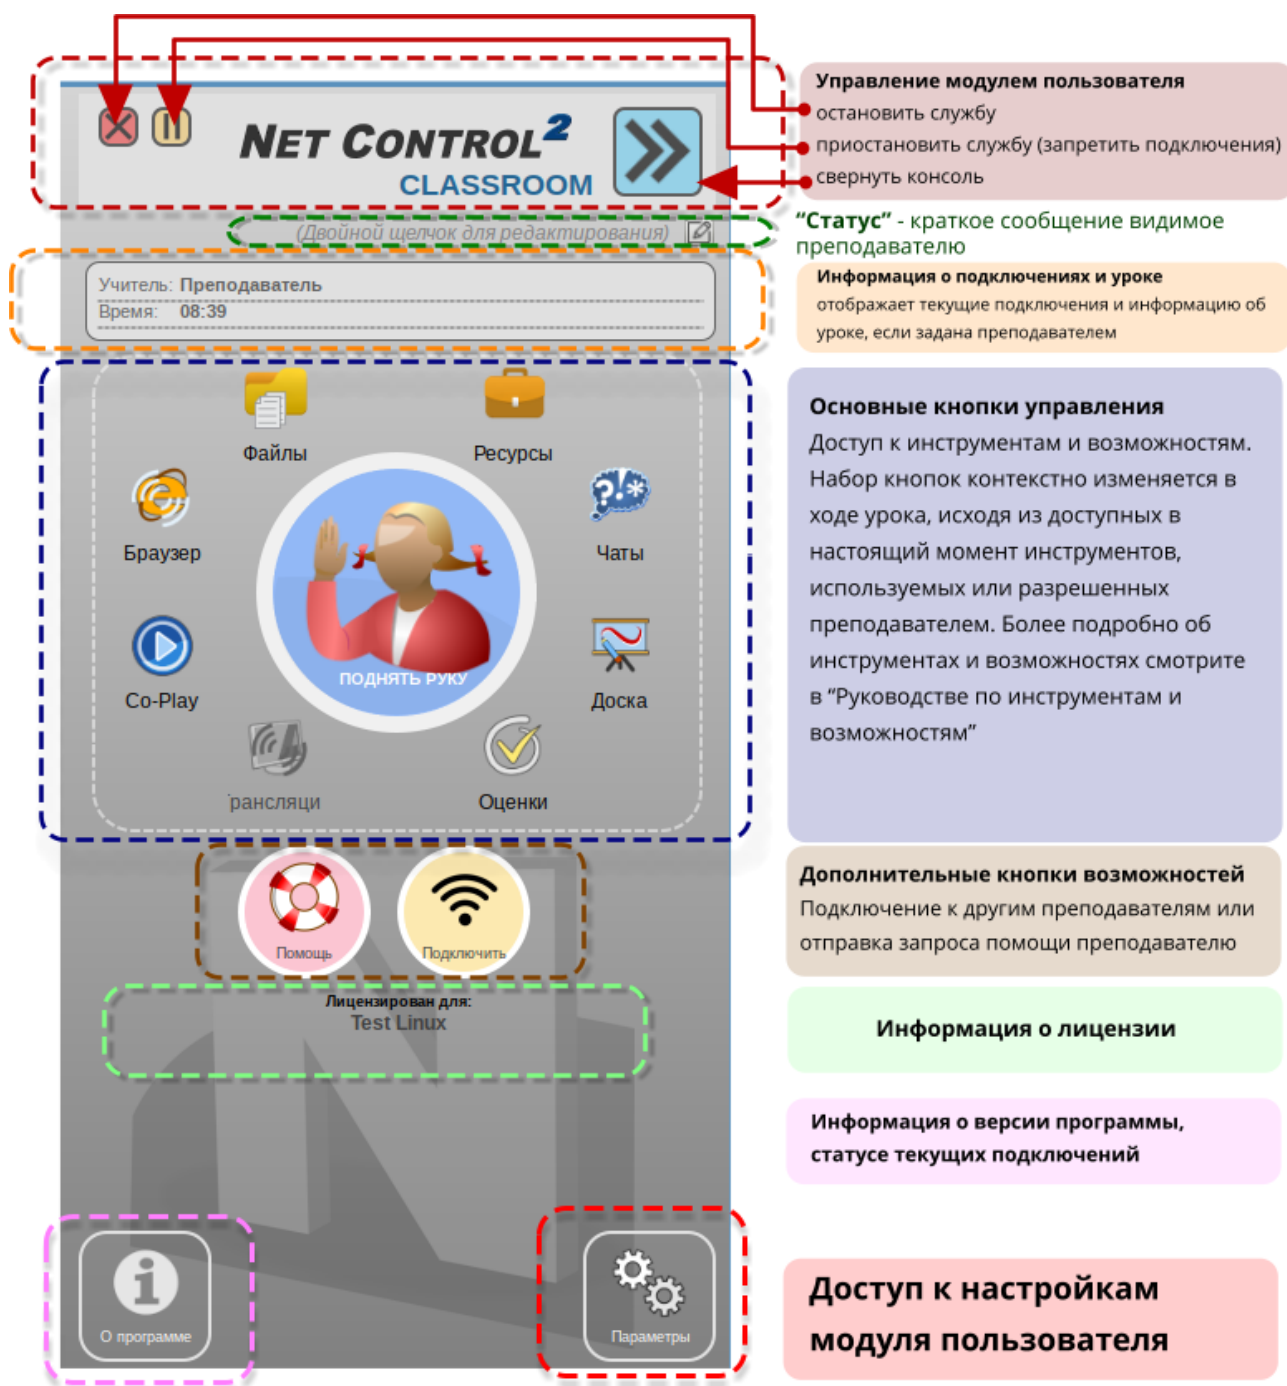 Управление модулем пользователя
остановить службу
приостановить службу (запретить подключения)
свернуть консоль
NET CONTROL2
CLASSROOM
(Двойной щелчок для редактирования)
“Статус” - краткое сообщение видимое
преподавателю
Информация о подключениях и уроке
отображает текущие подключения и информацию об
уроке, если задана преподавателем
Учитель: Преподаватель
Время: 08:39
Файлы
Ресурсы
Браузер
Чаты
Co-Play
ПОДНЯТЬ РУКУ
Доска
рансляци
Оценки
Основные кнопки управления
Доступ к инструментам и возможностям.
Набор кнопок контекстно изменяется в
ходе урока, исходя из доступных в
настоящий момент инструментов,
используемых или разрешенных
преподавателем. Более подробно об
инструментах и возможностях смотрите
в “Руководстве по инструментам и
возможностям”
Помощь
Подключить
Дополнительные кнопки возможностей
Подключение к другим преподавателям или
отправка запроса помощи преподавателю
Лицензирован для:
Test Linux
Информация о лицензии
Информация о версии программы,
статусе текущих подключений
О программе
Параметры
Доступ к настройкам
модуля пользователя